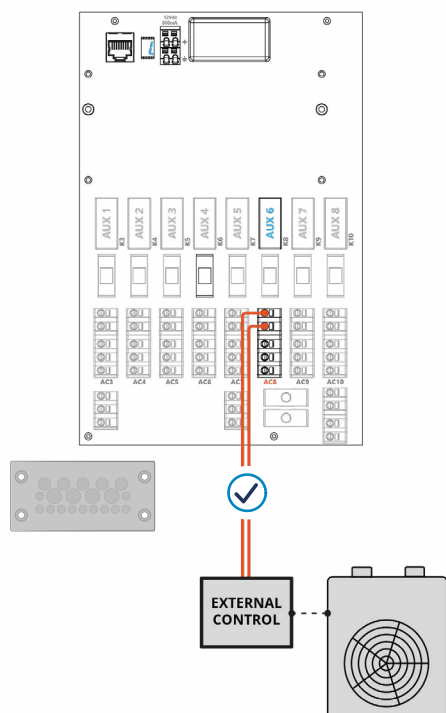 12Vdc
800mA
AUX 1
AUX 2
AUX 3
AUX 4
AUX 5
AUX 6
AUX 7
AUX 8
K3
K4
K5
K6
K7
K8
K9
K10
AC3
AC4
AC5
AC6
AC8
AC9
AC10
EXTERNAL
CONTROL